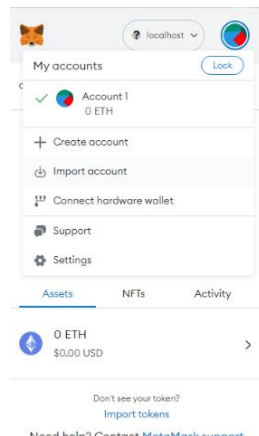 localhost
My accounts
Lock
Account 1
0 ETH
Create account
Import account
Connect hardware wallet
Support
Settings
Assets NFTs Activity
0 ETH
$0.00 USD
Don't see your token?
Import tokens
Need help? Contact MetaMask support